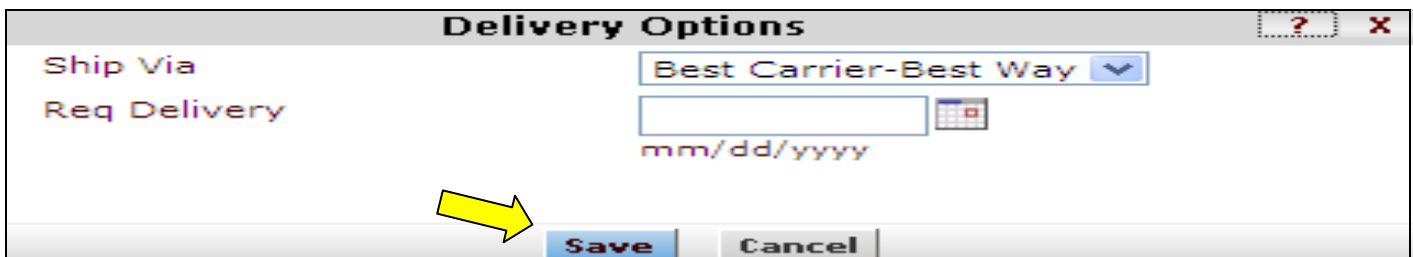 Delivery Options ? x
Ship Via Best Carrier-Best Way
Req Delivery
mm/dd/yyyy
Save Cancel